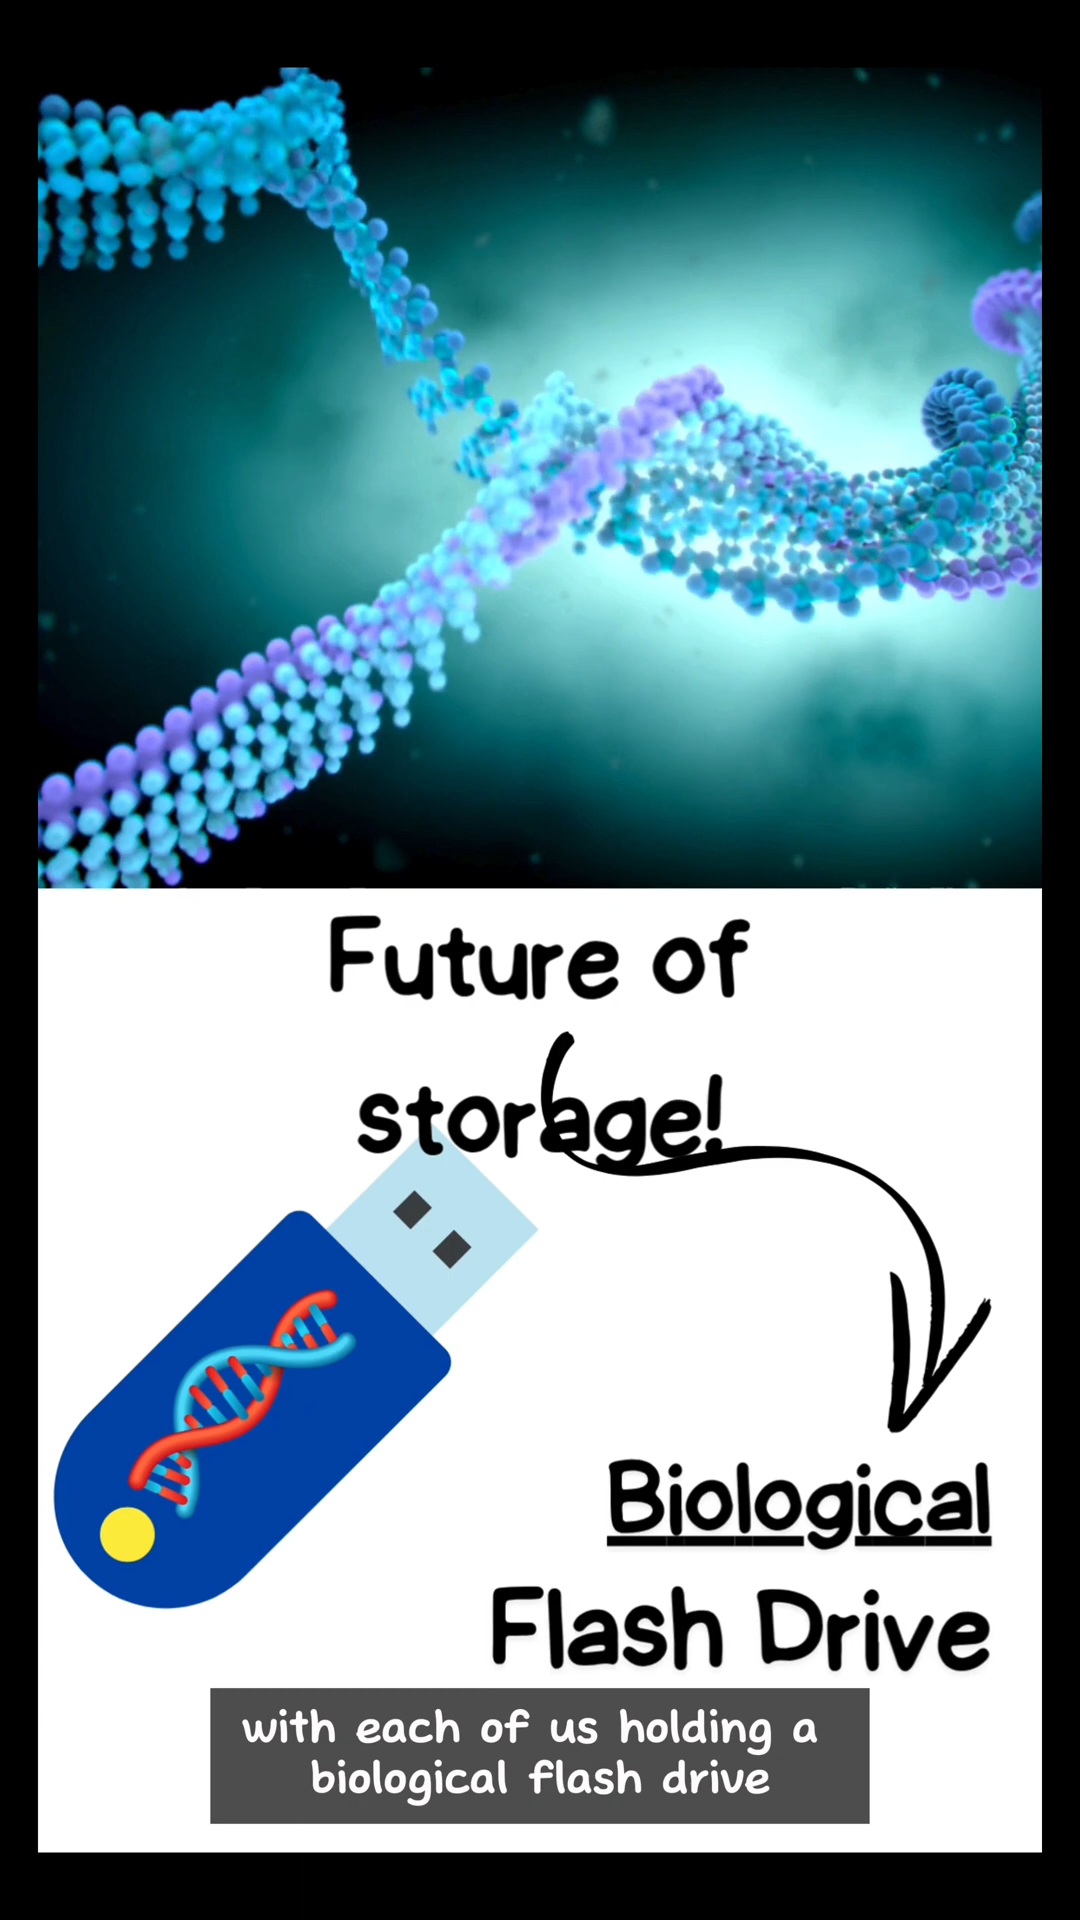 Future of
storage!
Biological
Flash Drive
with each of us holding a
biological flash drive